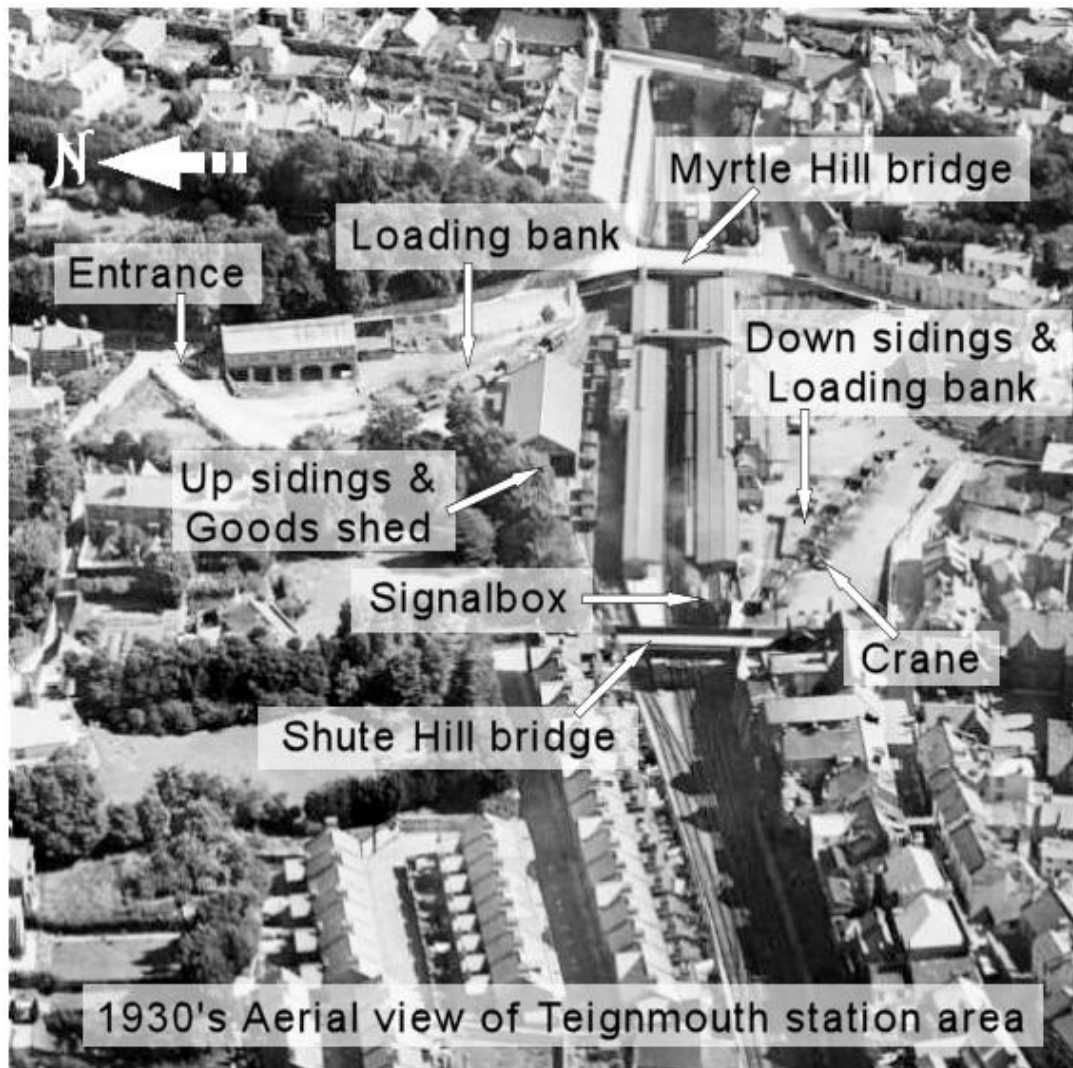 N
Myrtle Hill bridge
Loading bank
Entrance
Down sidings &
Loading bank
Up sidings &
Goods shed
Signalbox
Crane
Shute Hill bridge
1930's Aerial view of Teignmouth station area